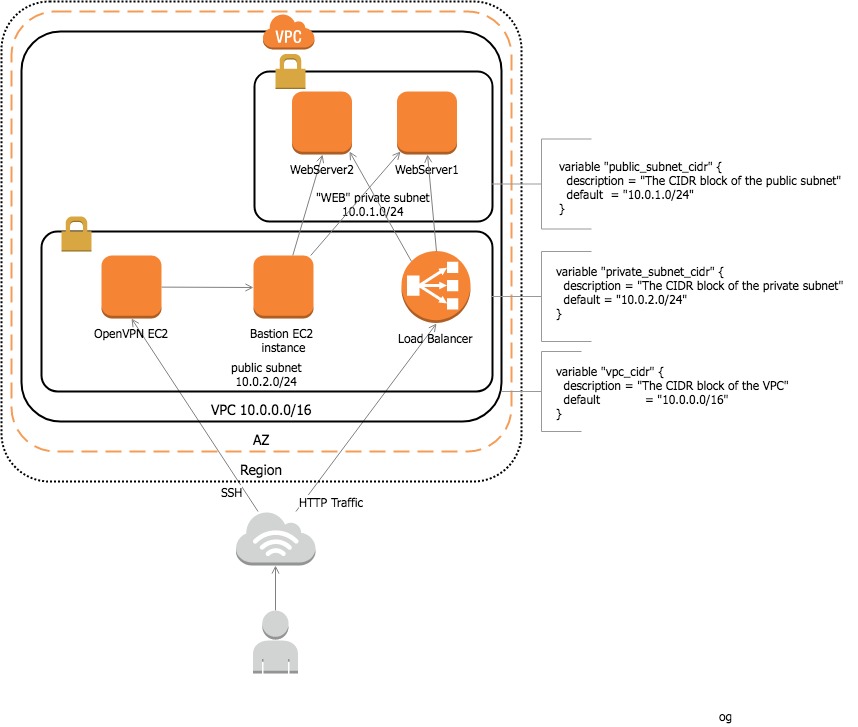 VPC
WebServer2
WebServer1
"WEB" private subnet
10.0.1.0/24
OpenVPN EC2
Bastion EC2
instance
Load Balancer
public subnet
10.0.2.0/24
VPC 10.0.0.0/16
AZ
Region
SSH
HTTP Traffic
variable "public_subnet_cidr" {
description = "The CIDR block of the public subnet"
default = "10.0.1.0/24"
}
variable "private_subnet_cidr" {
description = "The CIDR block of the private subnet"
default = "10.0.2.0/24"
}
variable "vpc_cidr" {
description = "The CIDR block of the VPC"
default = "10.0.0.0/16"
}
og